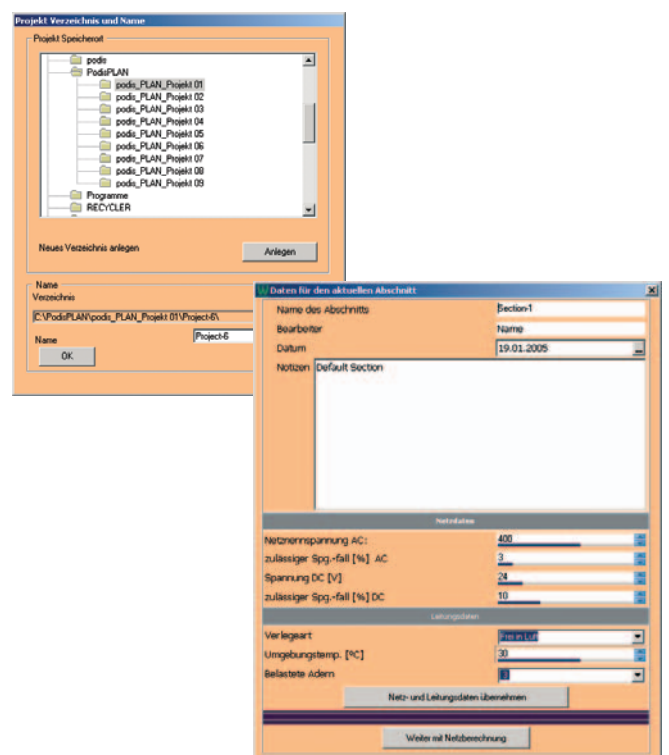 Projekt Verzeichnis und Name
Projekt Speicherort
podis
PodisPLAN
podis_PLAN_Projekt 01
podis_PLAN_Projekt 02
podis_PLAN_Projekt 03
podis_PLAN_Projekt 04
podis_PLAN_Projekt 05
podis_PLAN_Projekt 06
podis_PLAN_Projekt 07
podis_PLAN_Projekt 08
podis_PLAN_Projekt 09
Programme
RECYCLER
Neues Verzeichnis anlegen
Anlegen
Name
Verzeichnis
C:\PodisPLAN\podis_PLAN_Projekt 01\Project-6\
Name Project-6
OK
Daten für den aktuellen Abschnitt
Name des Abschnitts Section-1
Bearbeiter Name
Datum 19.01.2005
Notizen Default Section
Netzdaten
Netznennspannung AC: 400
zulässiger Spg.-fall [%] AC 3
Spannung DC [V] 24
zulässiger Spg.-fall [%] DC 10
Leitungsdaten
Verlegeart Frei in Luft
Umgebungstemp. [ºC] 30
Belastete Adern 3
Netz- und Leitungsdaten übernehmen
Weiter mit Netzberechnung